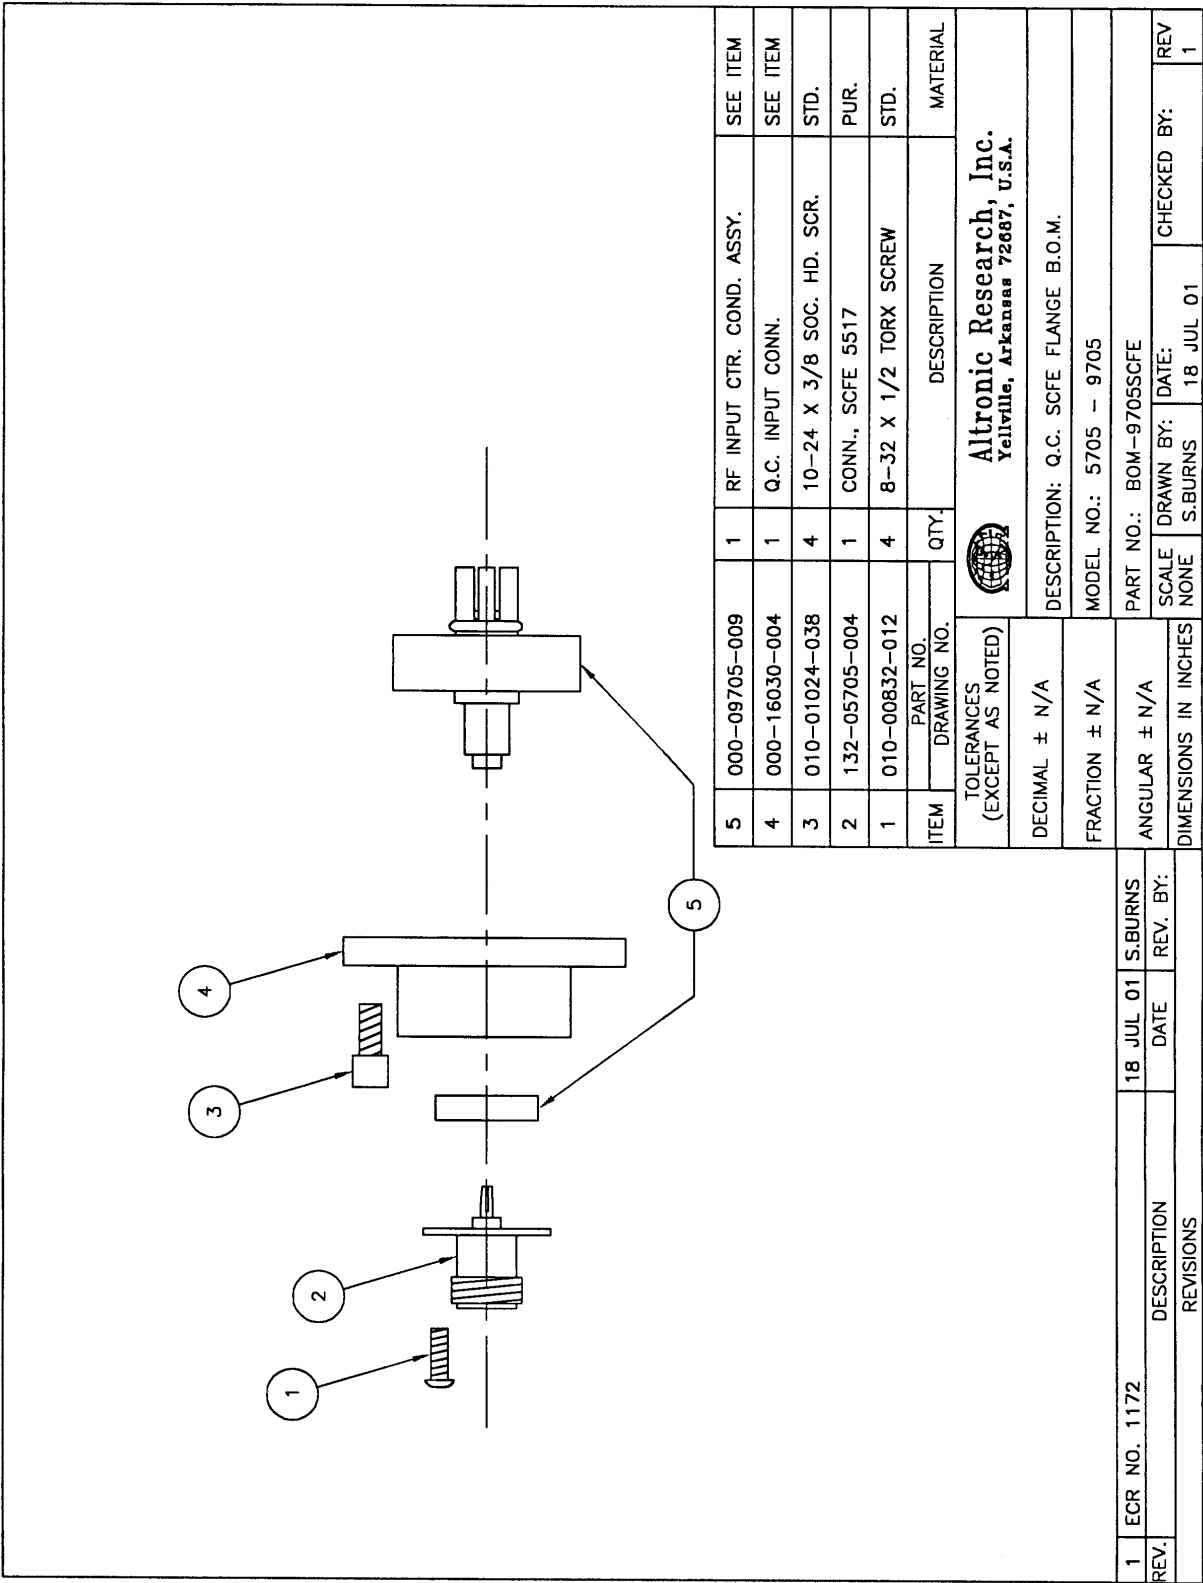 1
2
3
4
5
5 000-09705-009 1 RF INPUT CTR. COND. ASSY. SEE ITEM
4 000-16030-004 1 Q.C. INPUT CONN. SEE ITEM
3 010-01024-038 4 10-24 X 3/8 SOC. HD. SCR. STD.
2 132-05705-004 1 CONN., SCFE 5517 PUR.
1 010-00832-012 4 8-32 X 1/2 TORX SCREW STD.
ITEM PART NO. DRAWING NO. QTY. DESCRIPTION MATERIAL
TOLERANCES
(EXCEPT AS NOTED)
DECIMAL ± N/A
FRACTION ± N/A
ANGULAR ± N/A
DIMENSIONS IN INCHES
Altronic Research, Inc.
Yellville, Arkansas 72687, U.S.A.
DESCRIPTION: Q.C. SCFE FLANGE B.O.M.
MODEL NO.: 5705 - 9705
PART NO.: BOM-9705SCFE
SCALE NONE
DRAWN BY: S.BURNS
DATE: 18 JUL 01
CHECKED BY:
REV 1
1 ECR NO. 1172 18 JUL 01 S.BURNS
REV. DESCRIPTION DATE REV. BY:
REVISIONS